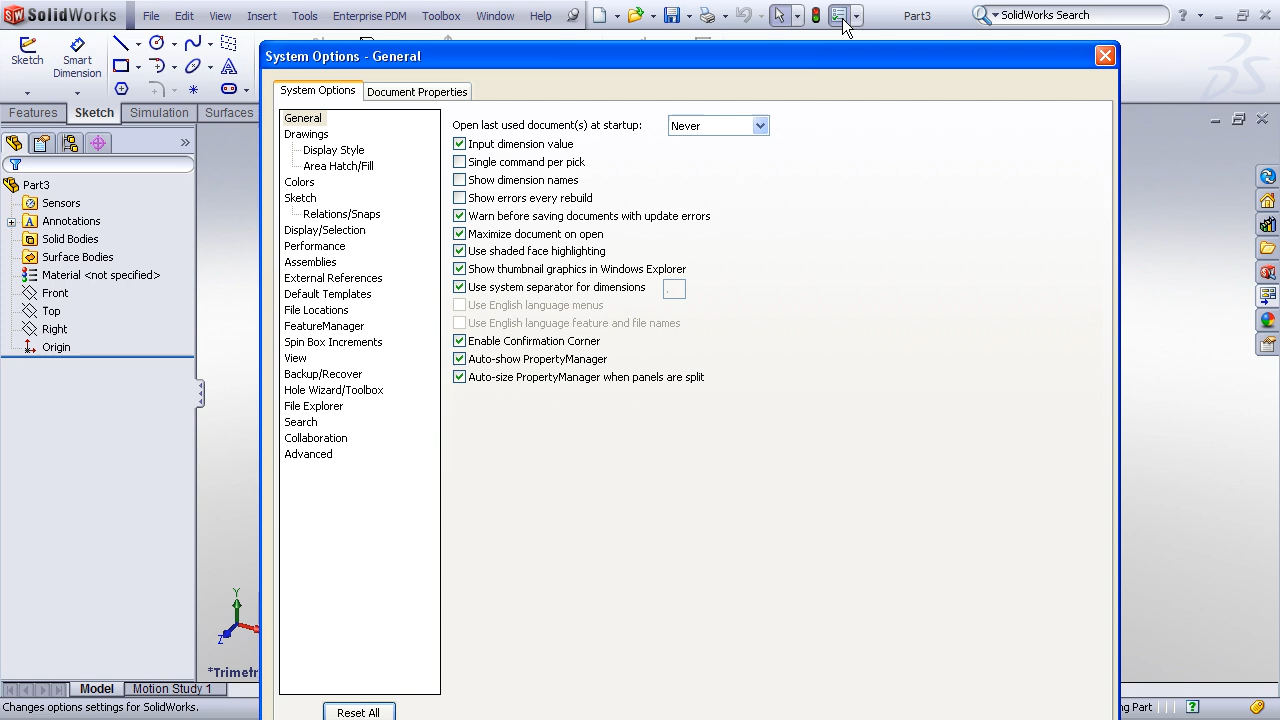 SolidWorks File Edit View Insert Tools Enterprise PDM Toolbox Window Help Part3 SolidWorks Search ?
Sketch Smart Dimension
Features Sketch Simulation Surfaces
System Options - General
System Options Document Properties
Part3
Sensors
Annotations
Solid Bodies
Surface Bodies
Material <not specified>
Front
Top
Right
Origin
General
Drawings
Display Style
Area Hatch/Fill
Colors
Sketch
Relations/Snaps
Display/Selection
Performance
Assemblies
External References
Default Templates
File Locations
FeatureManager
Spin Box Increments
View
Backup/Recover
Hole Wizard/Toolbox
File Explorer
Search
Collaboration
Advanced
Reset All
Open last used document(s) at startup: Never
Input dimension value
Single command per pick
Show dimension names
Show errors every rebuild
Warn before saving documents with update errors
Maximize document on open
Use shaded face highlighting
Show thumbnail graphics in Windows Explorer
Use system separator for dimensions .
Use English language menus
Use English language feature and file names
Enable Confirmation Corner
Auto-show PropertyManager
Auto-size PropertyManager when panels are split
Y
Z
*Trimetr
Model Motion Study 1
Changes options settings for SolidWorks. ng Part ?